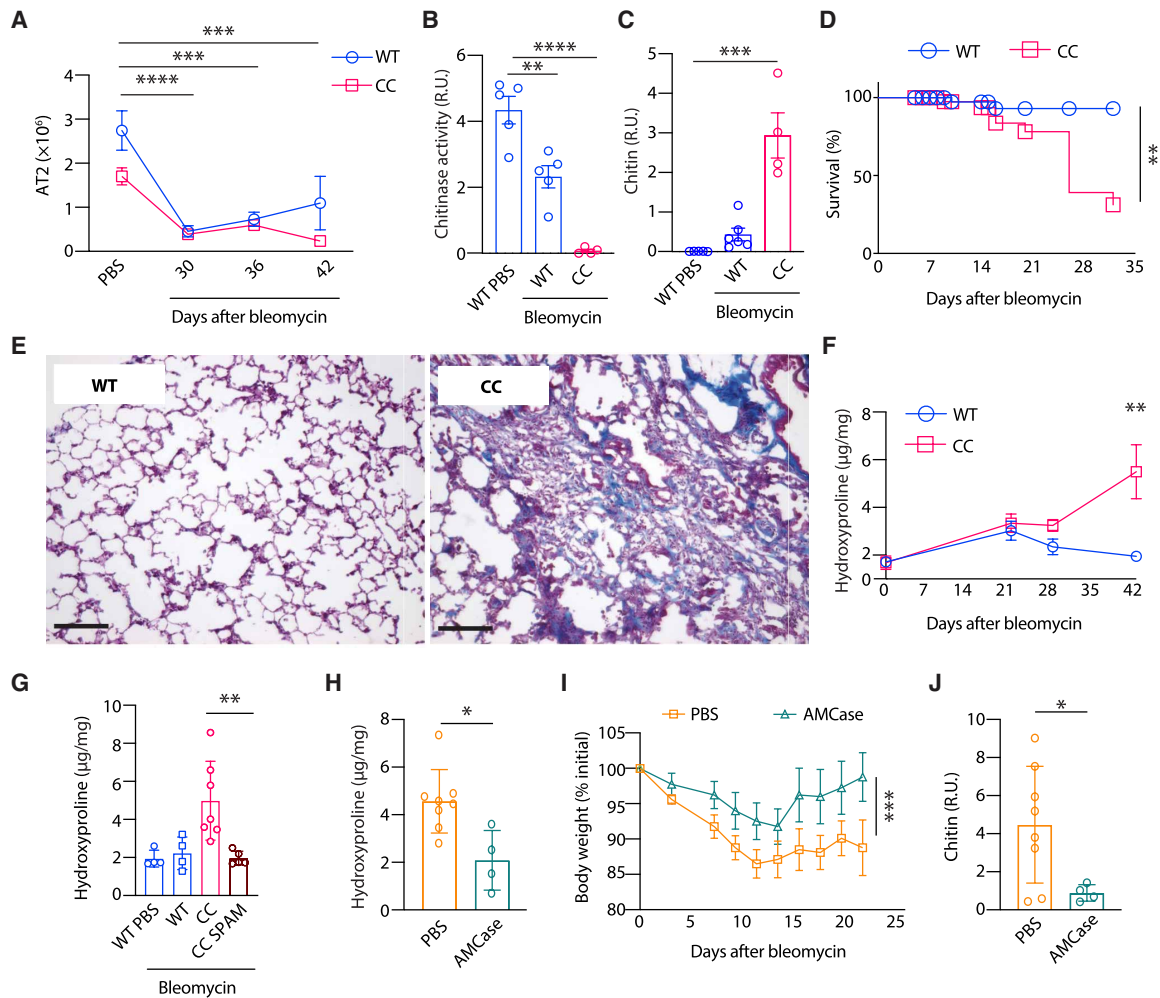 A
***
***
****
WT
CC
AT2 (×10⁶)
4
3
2
1
0
PBS
30
36
42
Days after bleomycin
B
****
**
Chitinase activity (R.U.)
6
4
2
0
WT PBS
WT
CC
Bleomycin
C
***
Chitin (R.U.)
5
4
3
2
1
0
WT PBS
WT
CC
Bleomycin
D
WT
CC
Survival (%)
100
50
0
0
7
14
21
28
35
**
Days after bleomycin
E
WT
CC
F
WT
CC
**
Hydroxyproline (µg/mg)
8
6
4
2
0
0
7
14
21
28
35
42
Days after bleomycin
G
**
Hydroxyproline (µg/mg)
10
8
6
4
2
0
WT PBS
WT
CC
CC SPAM
Bleomycin
H
*
Hydroxyproline (µg/mg)
8
6
4
2
0
PBS
AMCase
I
PBS
AMCase
Body weight (% initial)
105
100
95
90
85
80
0
5
10
15
20
25
***
Days after bleomycin
J
*
Chitin (R.U.)
10
8
6
4
2
0
PBS
AMCase